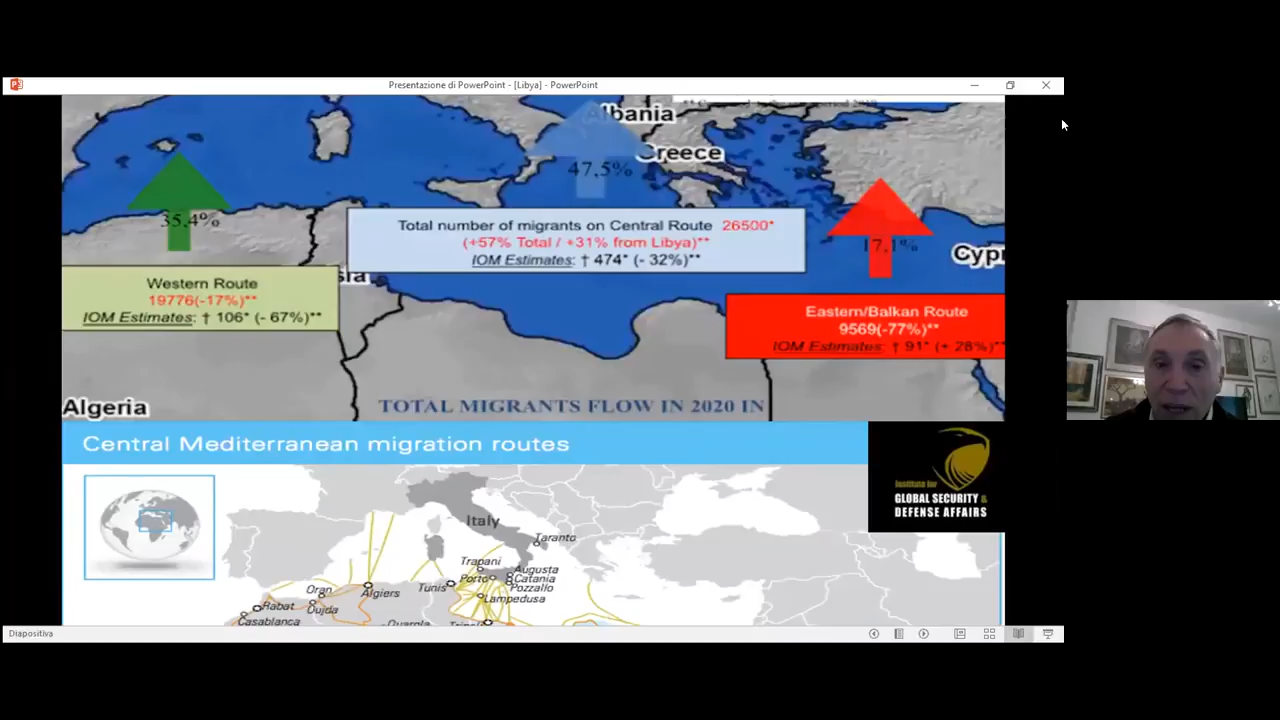 Presentazione di PowerPoint - [Libya] - PowerPoint
Albania
Greece
47,5%
35,4%
17,1%
Total number of migrants on Central Route 26500*
(+57% Total / +31% from Libya)**
IOM Estimates: † 474* (- 32%)**
Cyp
Western Route
19776(-17%)**
IOM Estimates: † 106* (- 67%)**
Eastern/Balkan Route
9569(-77%)**
IOM Estimates: † 91* (+ 28%)**
Algeria
TOTAL MIGRANTS FLOW IN 2020 IN
Central Mediterranean migration routes
Institute for
GLOBAL SECURITY &
DEFENSE AFFAIRS
Italy
Taranto
Trapani
Augusta
Catania
Porto
Pozzallo
Lampedusa
Tunis
Algiers
Oran
Oujda
Rabat
Casablanca
Diapositiva